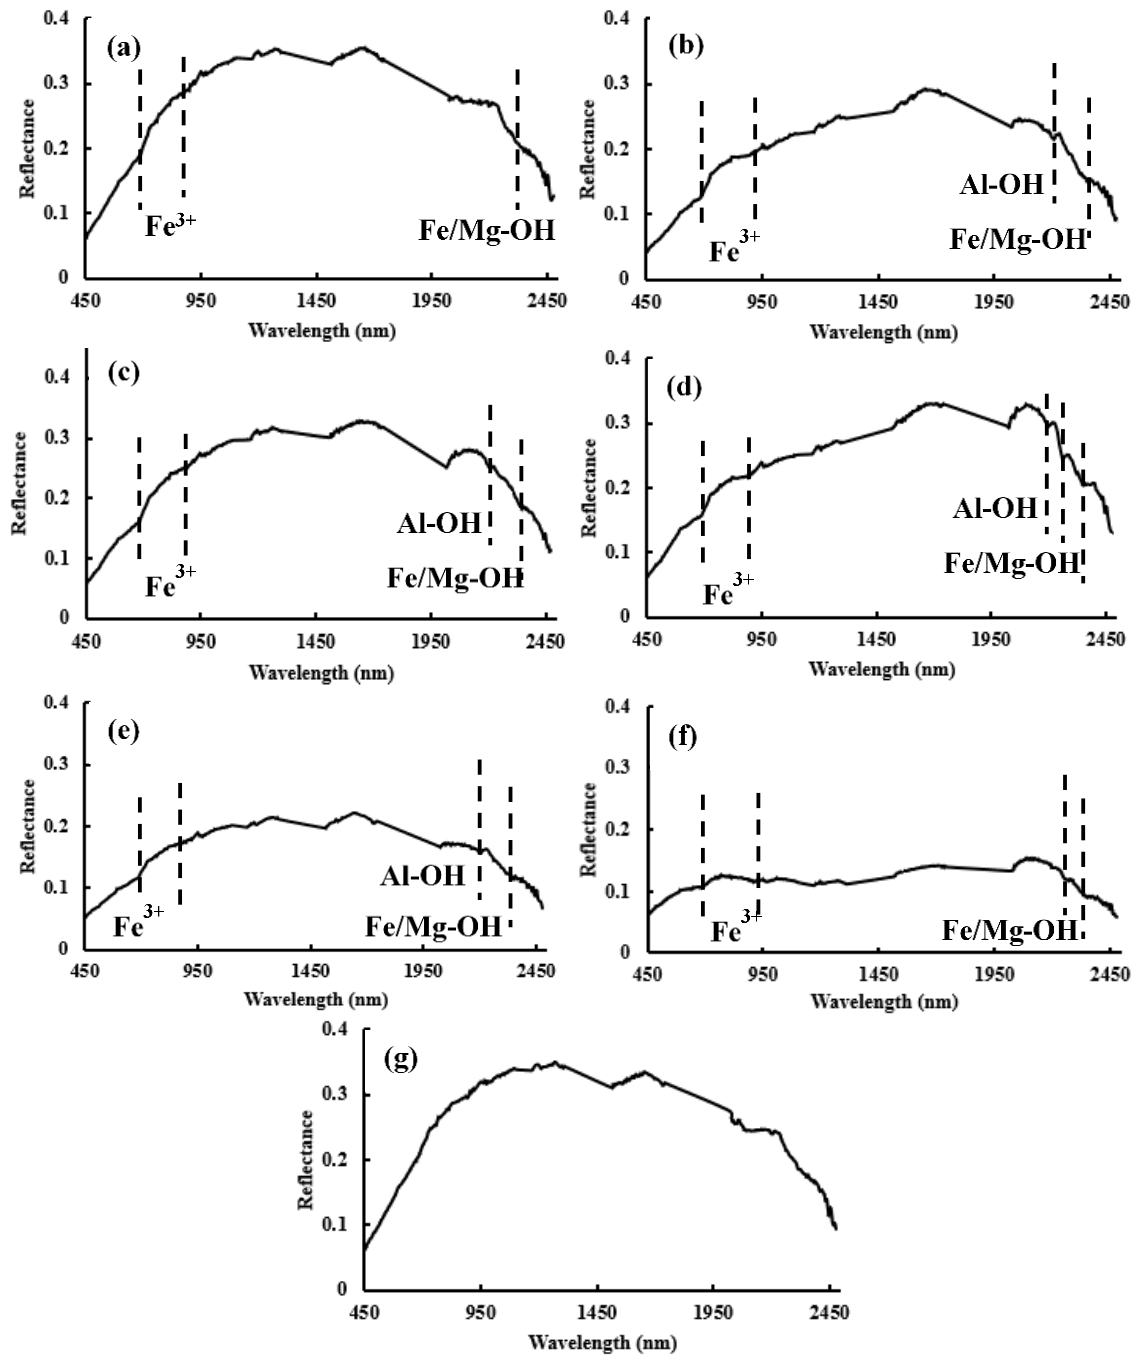 0.4
(a)
0.3
0.2
0.1
0
Reflectance
Fe3+
Fe/Mg-OH
450 950 1450 1950 2450
Wavelength (nm)
0.4
(b)
0.3
0.2
0.1
0
Reflectance
Al-OH
Fe3+
Fe/Mg-OH
450 950 1450 1950 2450
Wavelength (nm)
(c)
0.4
0.3
0.2
0.1
0
Reflectance
Al-OH
Fe3+
Fe/Mg-OH
450 950 1450 1950 2450
Wavelength (nm)
0.4
(d)
0.3
0.2
0.1
0
Reflectance
Al-OH
Fe/Mg-OH
Fe3+
450 950 1450 1950 2450
Wavelength (nm)
0.4
(e)
0.3
0.2
0.1
0
Reflectance
Al-OH
Fe3+
Fe/Mg-OH
450 950 1450 1950 2450
Wavelength (nm)
0.4
(f)
0.3
0.2
0.1
0
Reflectance
Fe3+
Fe/Mg-OH
450 950 1450 1950 2450
Wavelength (nm)
0.4
(g)
0.3
0.2
0.1
0
Reflectance
450 950 1450 1950 2450
Wavelength (nm)